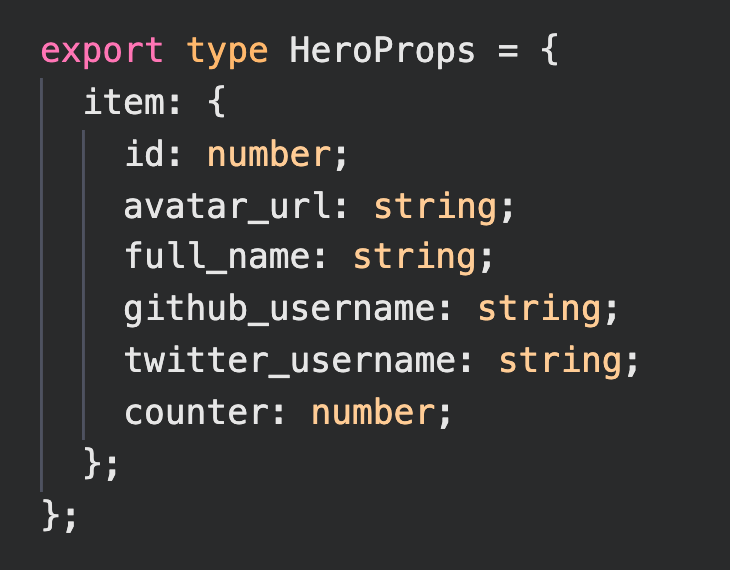 export type HeroProps = {
  item: {
    id: number;
    avatar_url: string;
    full_name: string;
    github_username: string;
    twitter_username: string;
    counter: number;
  };
};